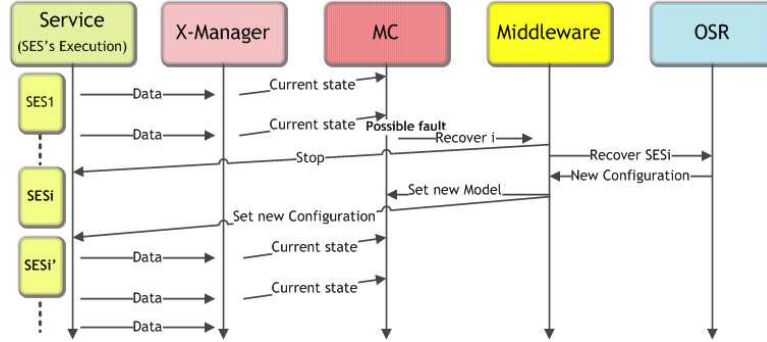 Service
(SES's Execution)
X-Manager
MC
Middleware
OSR
SES1
Data
Current state
Data
Current state
Possible fault
Recover i
Stop
Recover SESi
New Configuration
SESi
Set new Model
Set new Configuration
SESi'
Data
Current state
Data
Current state
Data